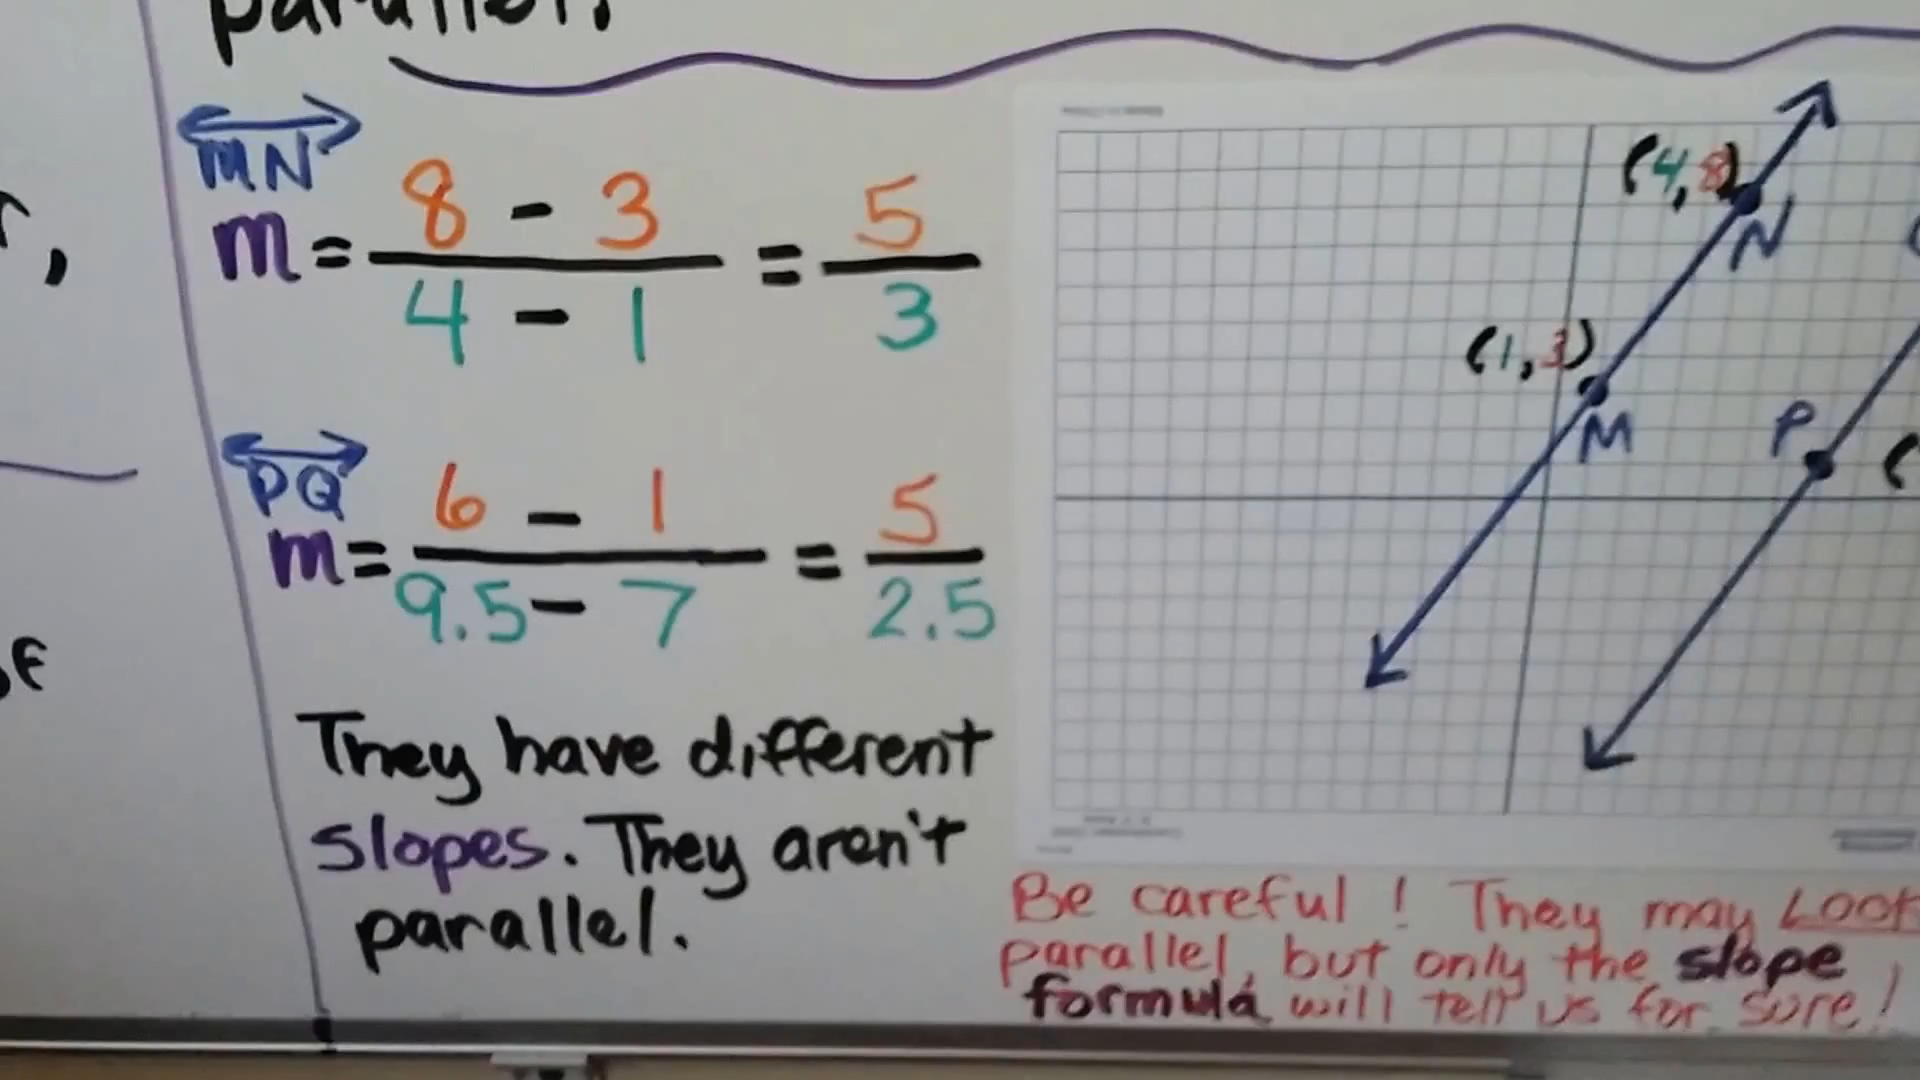 parallel.
MN
m = 8 - 3 / 4 - 1 = 5 / 3
PQ
m = 6 - 1 / 9.5 - 7 = 5 / 2.5
They have different
slopes. They aren't
parallel.
(4,8)
N
(1,3)
M
P
(
Be careful! They may LOOK
parallel, but only the slope
formula will tell us for sure!